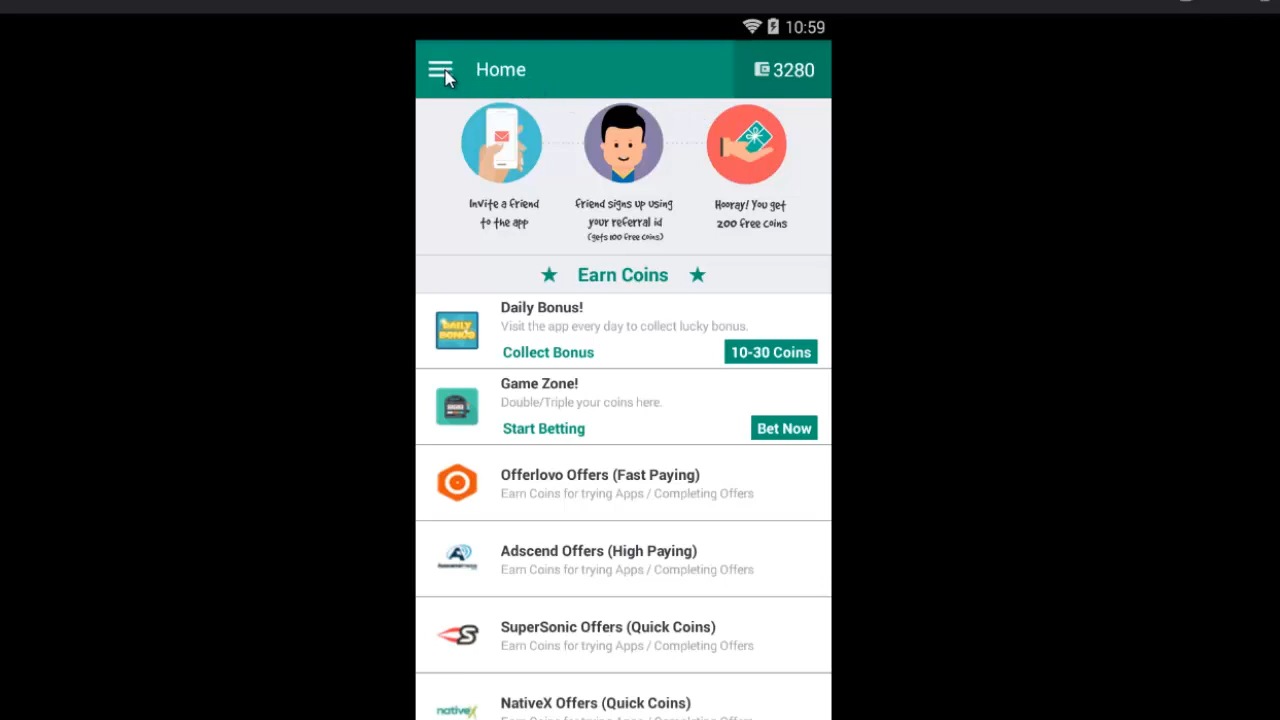 10:59
Home
3280
Invite a friend
to the app
friend signs up using
your referral id
(gets 100 free coins)
Hooray! You get
200 free coins
★ Earn Coins ★
Daily Bonus!
Visit the app every day to collect lucky bonus.
DAILY
BONUS
Collect Bonus
10-30 Coins
Game Zone!
Double/Triple your coins here.
Start Betting
Bet Now
Offerlovo Offers (Fast Paying)
Earn Coins for trying Apps / Completing Offers
Adscend Offers (High Paying)
Earn Coins for trying Apps / Completing Offers
SuperSonic Offers (Quick Coins)
Earn Coins for trying Apps / Completing Offers
nativeX
NativeX Offers (Quick Coins)
Earn Coins for trying Apps / Completing Offers